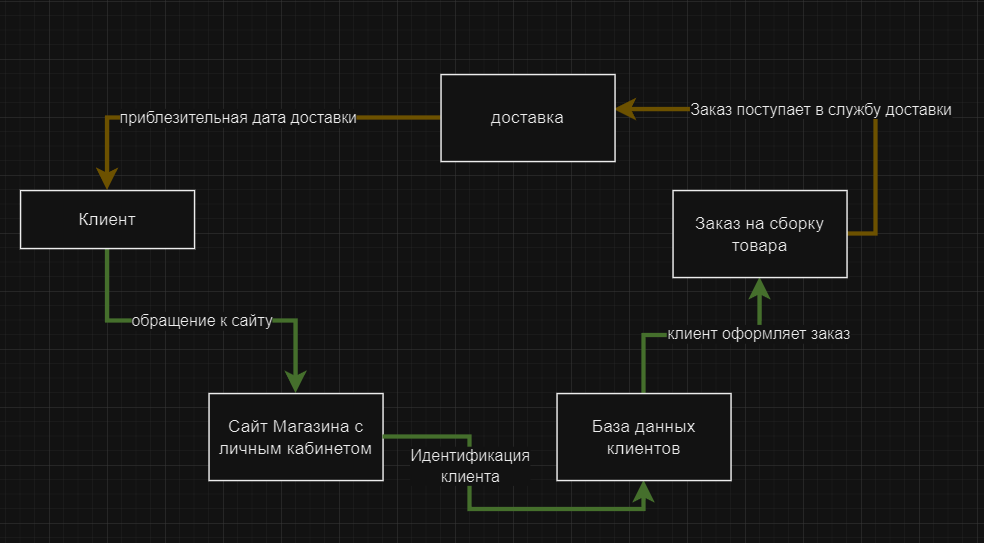 доставка
Заказ поступает в службу доставки
приблезительная дата доставки
Клиент
Заказ на сборку
товара
обращение к сайту
клиент оформляет заказ
Сайт Магазина с
личным кабинетом
База данных
клиентов
Идентификация
клиента